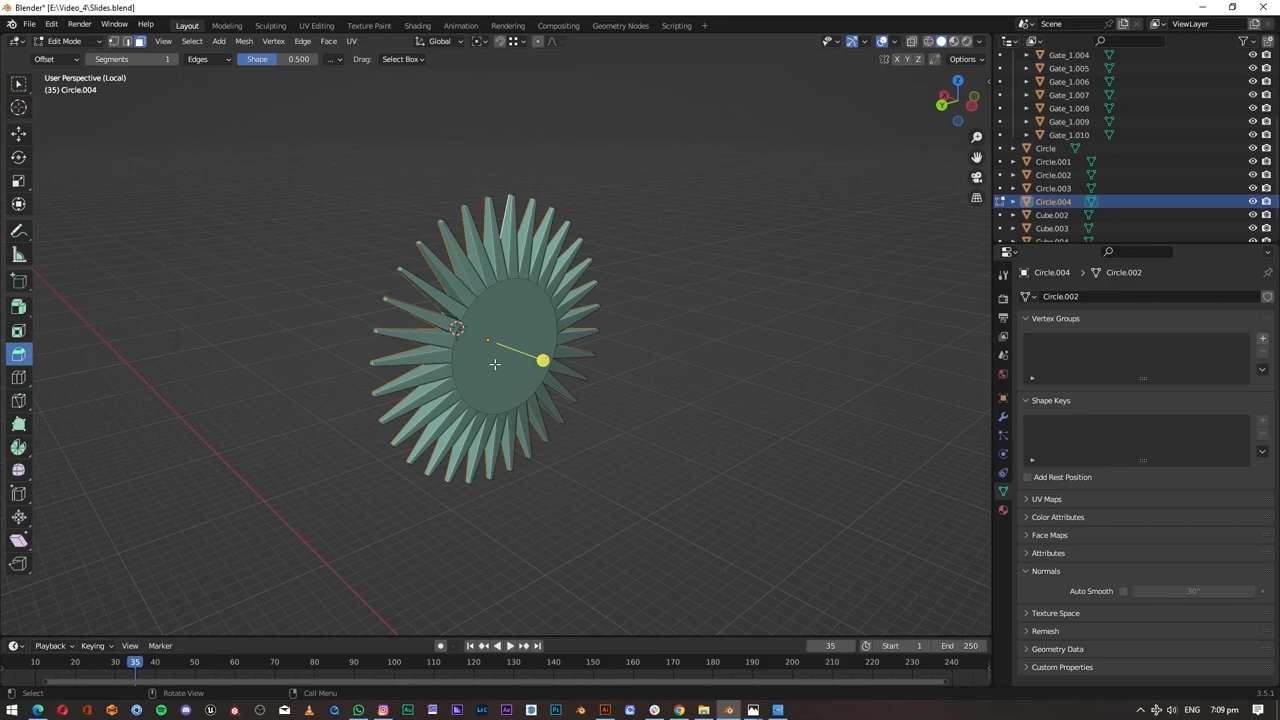 Blender* [E:\Video_4\Slides.blend]
File Edit Render Window Help Layout Modeling Sculpting UV Editing Texture Paint Shading Animation Rendering Compositing Geometry Nodes Scripting + Scene ViewLayer
Edit Mode View Select Add Mesh Vertex Edges Face UV Global
Offset Segments 1 Edges Shape 0.500 ... Drag: Select Box X Y Z Options
User Perspective (Local)
(35) Circle.004
Z
X
Y
Gate_1.004
Gate_1.005
Gate_1.006
Gate_1.007
Gate_1.008
Gate_1.009
Gate_1.010
Circle
Circle.001
Circle.002
Circle.003
Circle.004
Cube.002
Cube.003
Cube.004
Circle.004 > Circle.002
Circle.002
Vertex Groups
Shape Keys
Add Rest Position
UV Maps
Color Attributes
Face Maps
Attributes
Normals
Auto Smooth 30°
Texture Space
Remesh
Geometry Data
Custom Properties
Playback Keying View Marker 35 Start 1 End 250
10 20 30 35 40 50 60 70 80 90 100 110 120 130 140 150 160 170 180 190 200 210 220 230 240
Select Rotate View Call Menu 3.5.1
Au Lrc Ae Ai ENG 7:09 pm